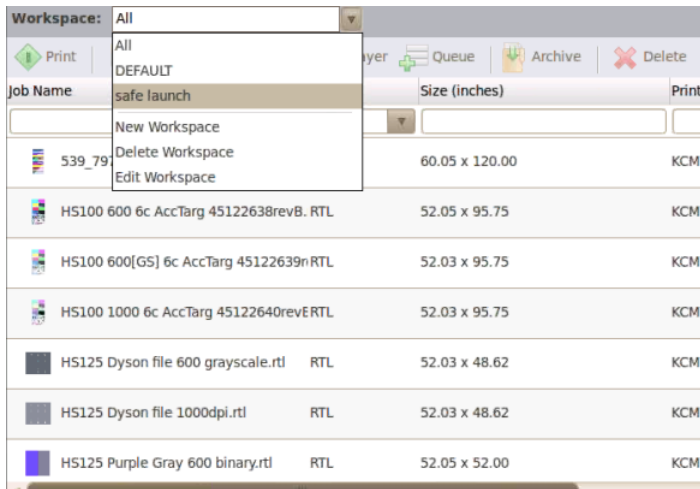 Workspace: All
Print yer Queue Archive Delete
All
DEFAULT
safe launch
New Workspace
Delete Workspace
Edit Workspace
Job Name Size (inches) Print
539_797 60.05 x 120.00 KCM
HS100 600 6c AccTarg 45122638revB. RTL 52.05 x 95.75 KCM
HS100 600[GS] 6c AccTarg 45122639r RTL 52.03 x 95.75 KCM
HS100 1000 6c AccTarg 45122640revE RTL 52.03 x 95.75 KCM
HS125 Dyson file 600 grayscale.rtl RTL 52.03 x 48.62 KCM
HS125 Dyson file 1000dpi.rtl RTL 52.03 x 48.62 KCM
HS125 Purple Gray 600 binary.rtl RTL 52.05 x 52.00 KCM